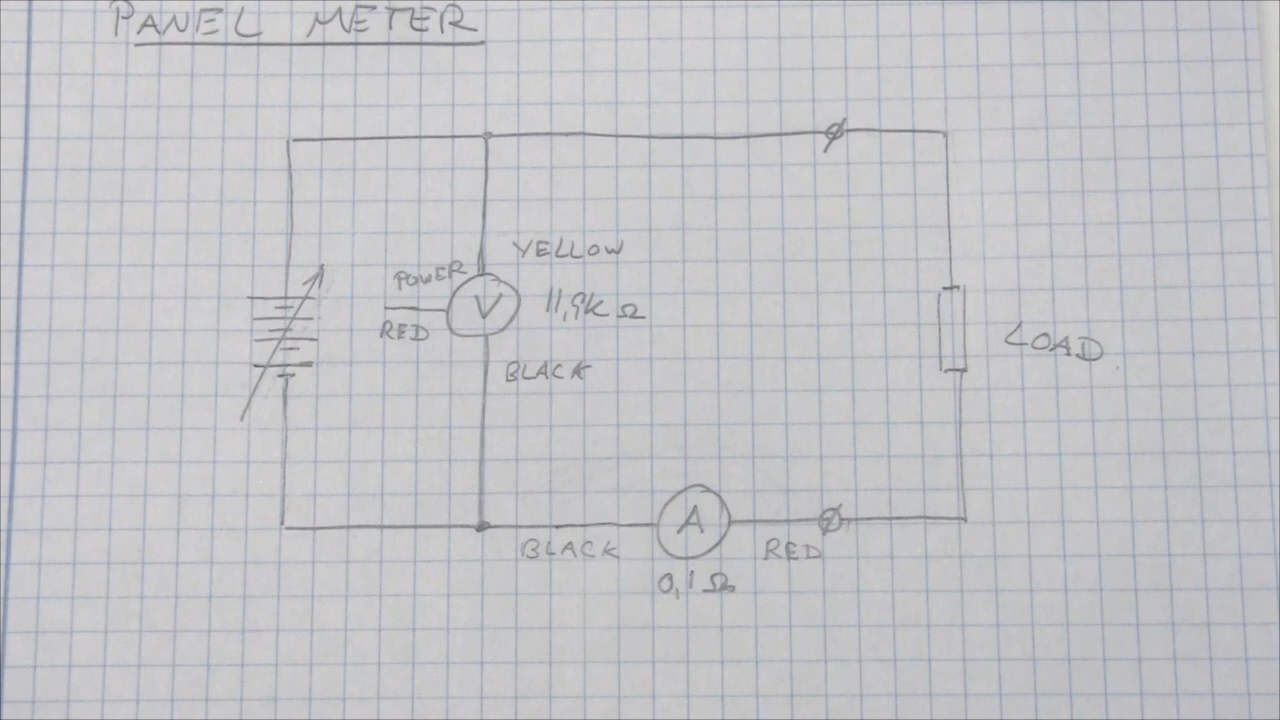 PANEL METER
YELLOW
POWER
V
11,9K Ω
RED
BLACK
LOAD
A
BLACK
RED
0,1 Ω